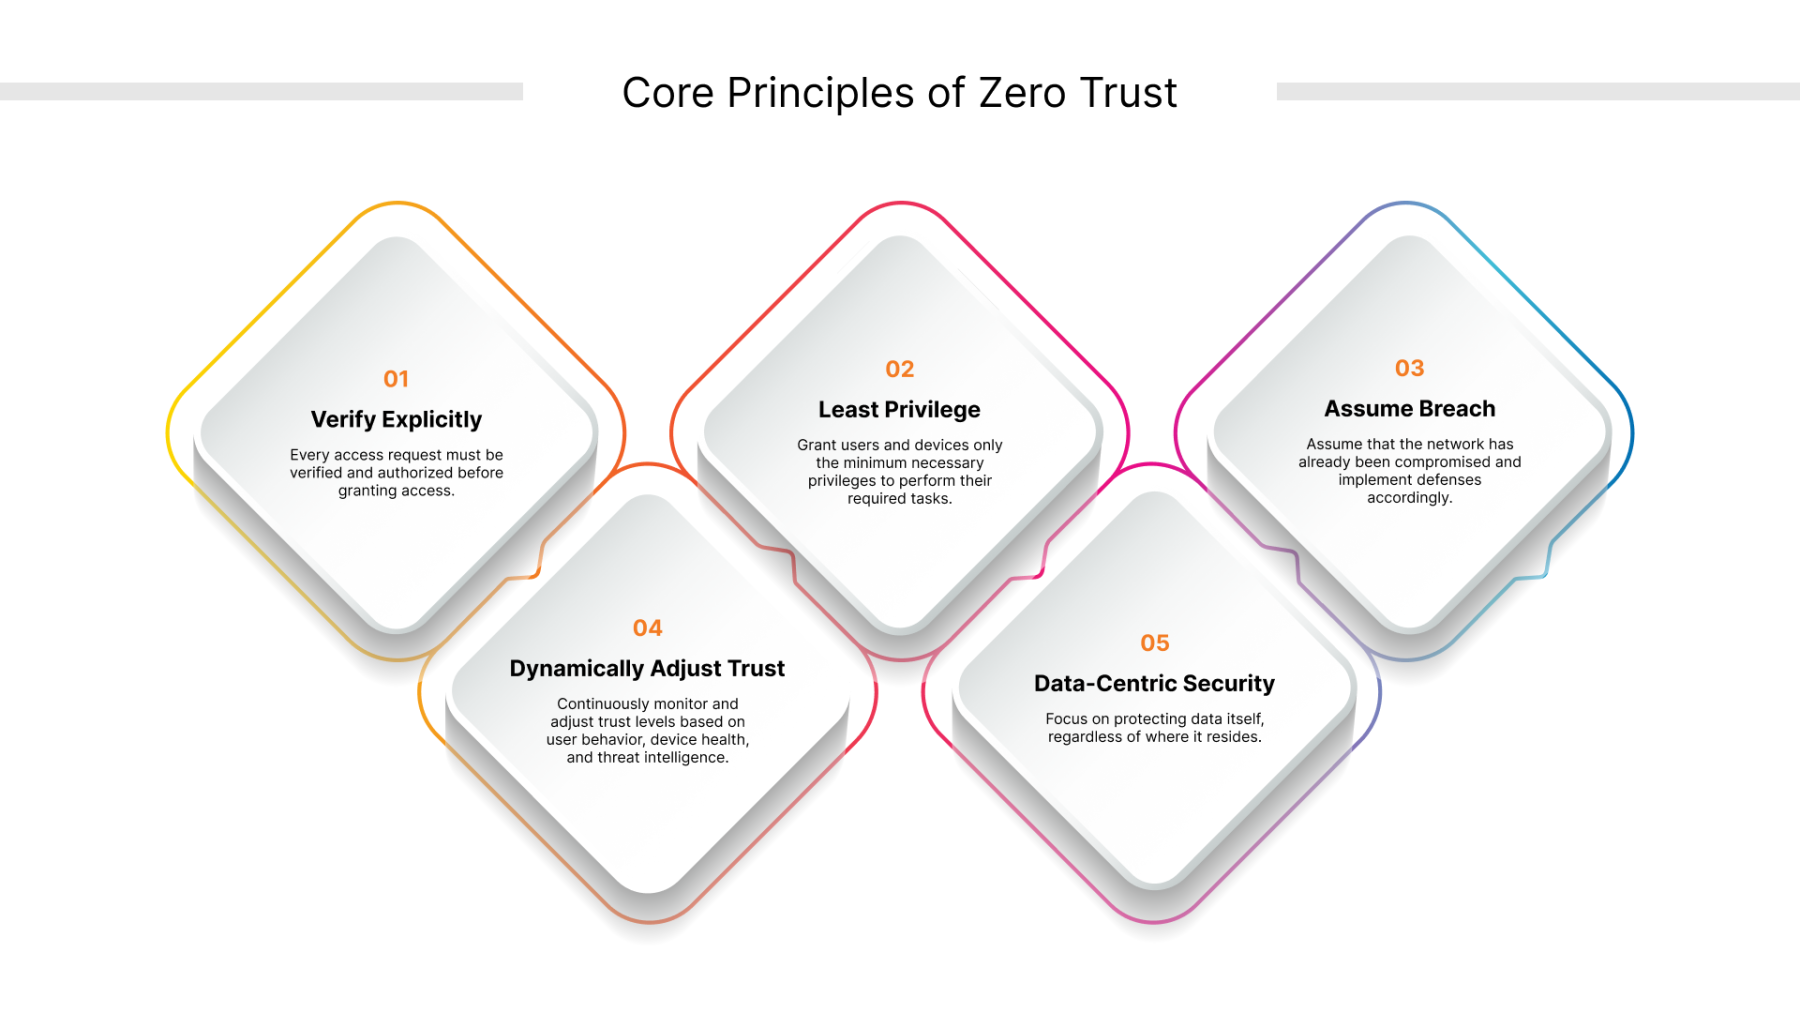 Core Principles of Zero Trust
01
Verify Explicitly
Every access request must be
verified and authorized before
granting access.
02
Least Privilege
Grant users and devices only
the minimum necessary
privileges to perform their
required tasks.
03
Assume Breach
Assume that the network has
already been compromised and
implement defenses
accordingly.
04
Dynamically Adjust Trust
Continuously monitor and
adjust trust levels based on
user behavior, device health,
and threat intelligence.
05
Data-Centric Security
Focus on protecting data itself,
regardless of where it resides.